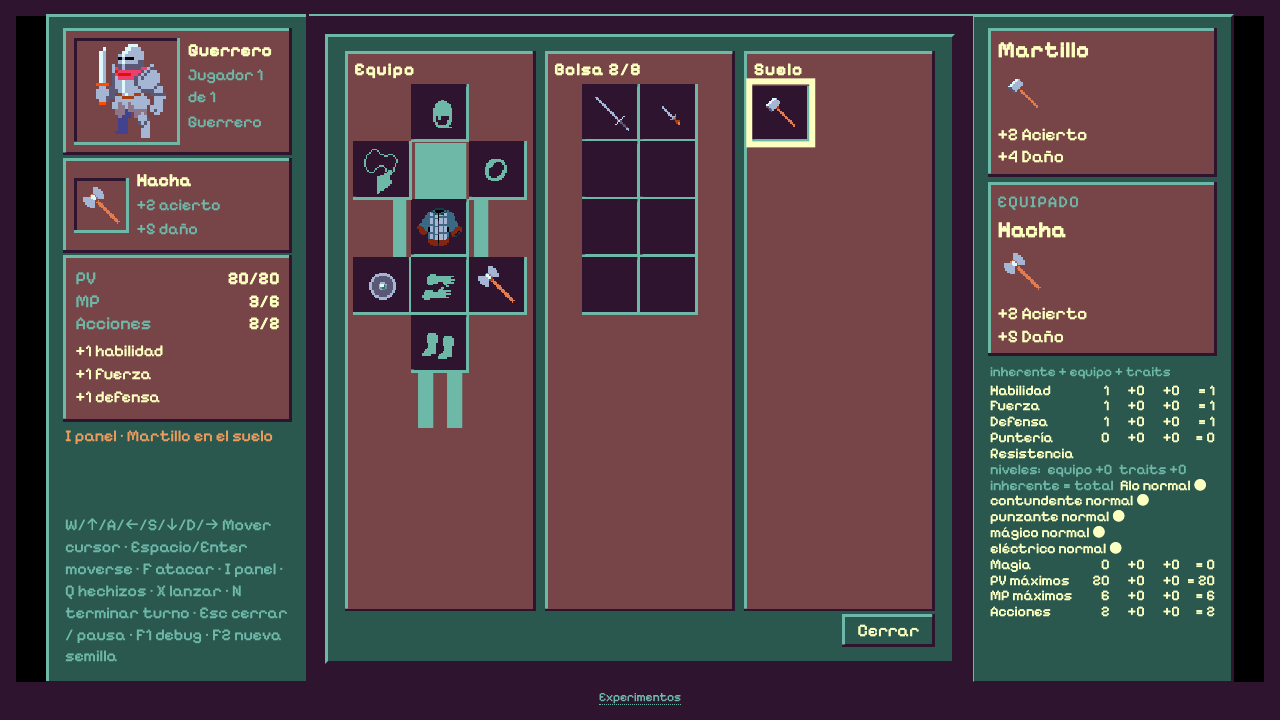 Guerrero
Jugador 1
de 1
Guerrero
Hacha
+2 acierto
+8 daño
PV 20/20
MP 6/6
Acciones 2/2
+1 habilidad
+1 fuerza
+1 defensa
I panel · Martillo en el suelo
W/↑/A/←/S/↓/D/→ Mover
cursor · Espacio/Enter
moverse · F atacar · I panel ·
Q hechizos · X lanzar · N
terminar turno · Esc cerrar
/ pausa · F1 debug · F2 nueva
semilla
Equipo
Bolsa 2/8
Suelo
Cerrar
Martillo
+2 Acierto
+4 Daño
EQUIPADO
Hacha
+2 Acierto
+8 Daño
inherente + equipo + traits
Habilidad 1 +0 +0 = 1
Fuerza 1 +0 +0 = 1
Defensa 1 +0 +0 = 1
Puntería 0 +0 +0 = 0
Resistencia
niveles: equipo +0 traits +0
inherente = total filo normal
contundente normal
punzante normal
mágico normal
eléctrico normal
Magia 0 +0 +0 = 0
PV máximos 20 +0 +0 = 20
MP máximos 6 +0 +0 = 6
Acciones 2 +0 +0 = 2
Experimentos